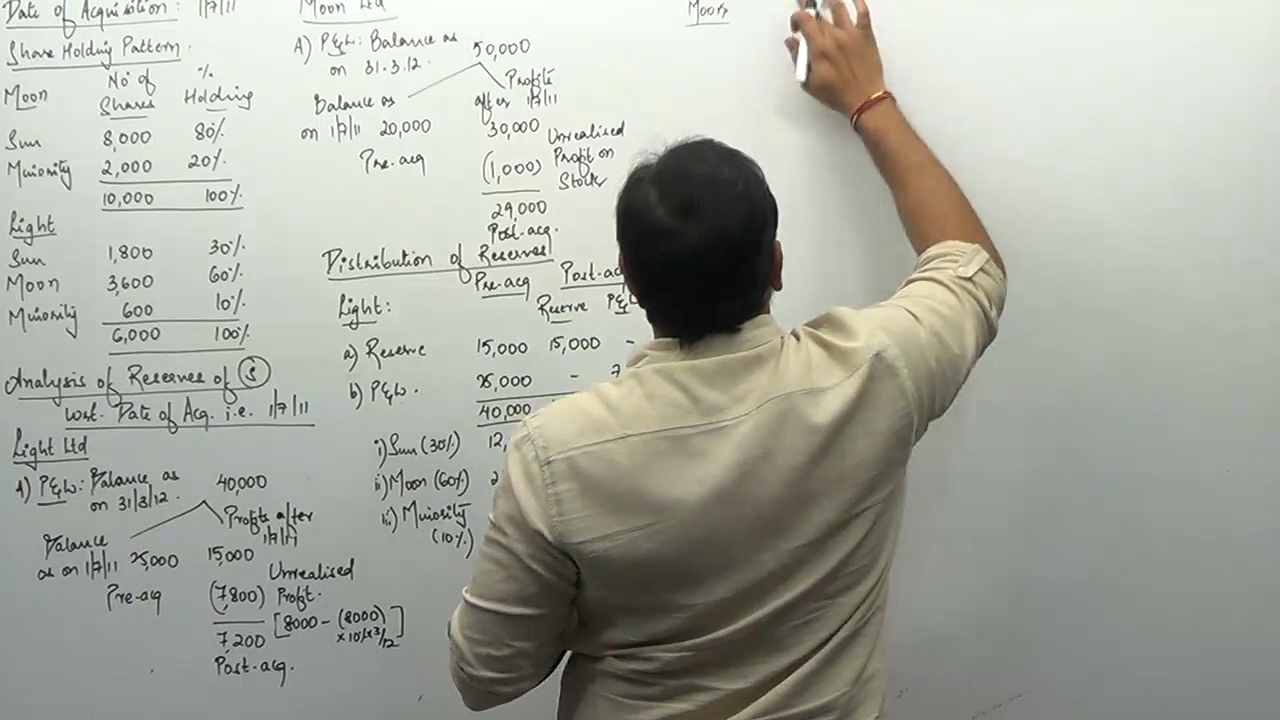 Date of Acquisition: 1/7/11
Share Holding Pattern:
Moon No of Shares % Holding
Sun 8,000 80%
Minority 2,000 20%
10,000 100%
Light
Sun 1,800 30%
Moon 3,600 60%
Minority 600 10%
6,000 100%
Analysis of Reserves of S
w.r.t. Date of Acq. i.e. 1/7/11
Light Ltd
A) P&L: Balance as on 31/3/12. 40,000
Balance as on 1/7/11 25,000
Pre-acq
Profits after 1/7/11
15,000
(7,800) Unrealised Profit.
[8000 - (8000) × 10% × 3/12]
7,200
Post-acq.
Moon Ltd
A) P&L: Balance as on 31.3.12. 50,000
Balance as on 1/7/11 20,000
Pre-acq
Profits after 1/7/11
30,000
(1,000) Unrealised Profit on Stock
29,000
Post-acq.
Distribution of Reserves
Pre-acq Post-acq
Light: Reserve
a) Reserve 15,000 15,000 -
b) P&L. 25,000 - 7
40,000
i) Sun (30%) 12,
ii) Moon (60%) 2
iii) Minority (10%)
Moon